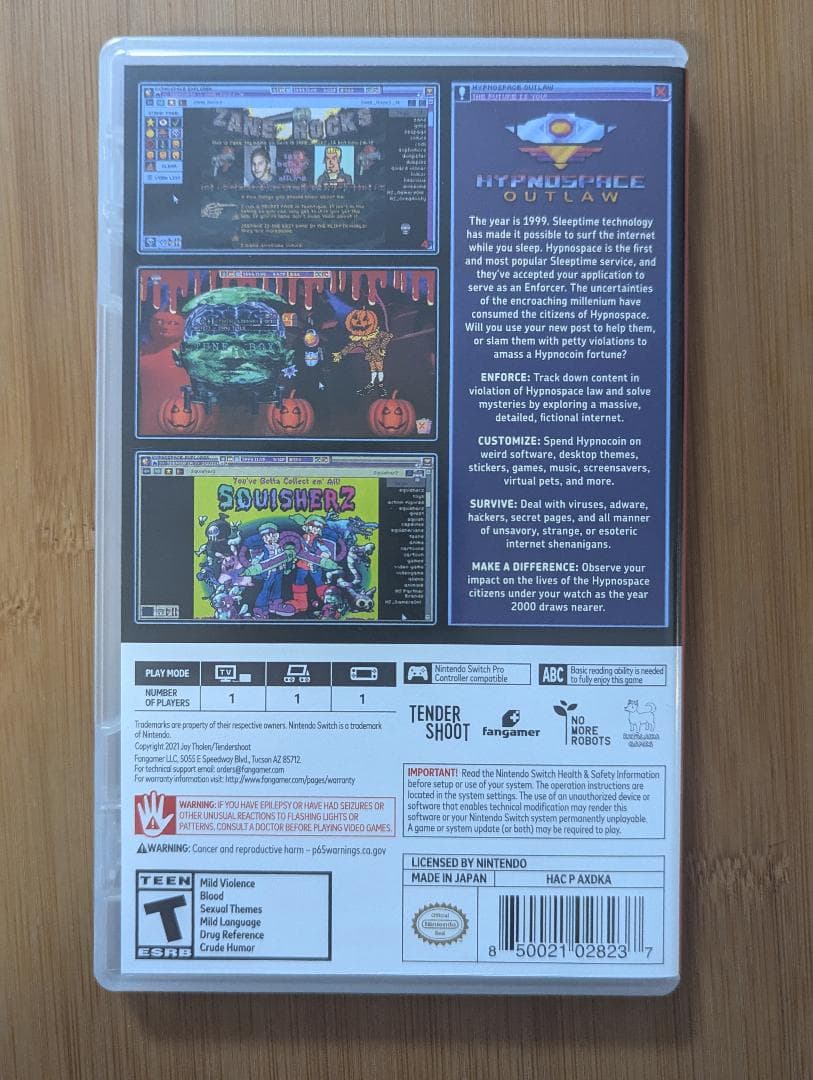 HYPNOSPACE EXPLORER
ZANE ROCKS
You've Gotta Collect em' All!
SQUISHERZ
HYPNOSPACE OUTLAW
THE FUTURE IS YOU!
HYPNOSPACE
OUTLAW
The year is 1999. Sleeptime technology
has made it possible to surf the internet
while you sleep. Hypnospace is the first
and most popular Sleeptime service, and
they've accepted your application to
serve as an Enforcer. The uncertainties
of the encroaching millenium have
consumed the citizens of Hypnospace.
Will you use your new post to help them,
or slam them with petty violations to
amass a Hypnocoin fortune?
ENFORCE: Track down content in
violation of Hypnospace law and solve
mysteries by exploring a massive,
detailed, fictional internet.
CUSTOMIZE: Spend Hypnocoin on
weird software, desktop themes,
stickers, games, music, screensavers,
virtual pets, and more.
SURVIVE: Deal with viruses, adware,
hackers, secret pages, and all manner
of unsavory, strange, or esoteric
internet shenanigans.
MAKE A DIFFERENCE: Observe your
impact on the lives of the Hypnospace
citizens under your watch as the year
2000 draws nearer.
PLAY MODE
TV
NUMBER
OF PLAYERS
1
1
1
Nintendo Switch Pro
Controller compatible
ABC
Basic reading ability is needed
to fully enjoy this game
Trademarks are property of their respective owners. Nintendo Switch is a trademark
of Nintendo.
Copyright 2021 Jay Tholen/Tendershoot
Fangamer LLC, 5055 E Speedway Blvd., Tucson AZ 85712
For technical support email: orders@fangamer.com
For warranty information visit: http://www.fangamer.com/pages/warranty
TENDER
SHOOT
fangamer
NO
MORE
ROBOTS
GAMES
WARNING: IF YOU HAVE EPILEPSY OR HAVE HAD SEIZURES OR
OTHER UNUSUAL REACTIONS TO FLASHING LIGHTS OR
PATTERNS, CONSULT A DOCTOR BEFORE PLAYING VIDEO GAMES.
WARNING: Cancer and reproductive harm – p65warnings.ca.gov
IMPORTANT! Read the Nintendo Switch Health & Safety Information
before setup or use of your system. The operation instructions are
located in the system settings. The use of an unauthorized device or
software that enables technical modification may render this
software or your Nintendo Switch system permanently unplayable.
A game or system update (or both) may be required to play.
TEEN
T
ESRB
Mild Violence
Blood
Sexual Themes
Mild Language
Drug Reference
Crude Humor
LICENSED BY NINTENDO
MADE IN JAPAN
HAC P AXDKA
Official
Nintendo
Seal
8 50021 02823 7